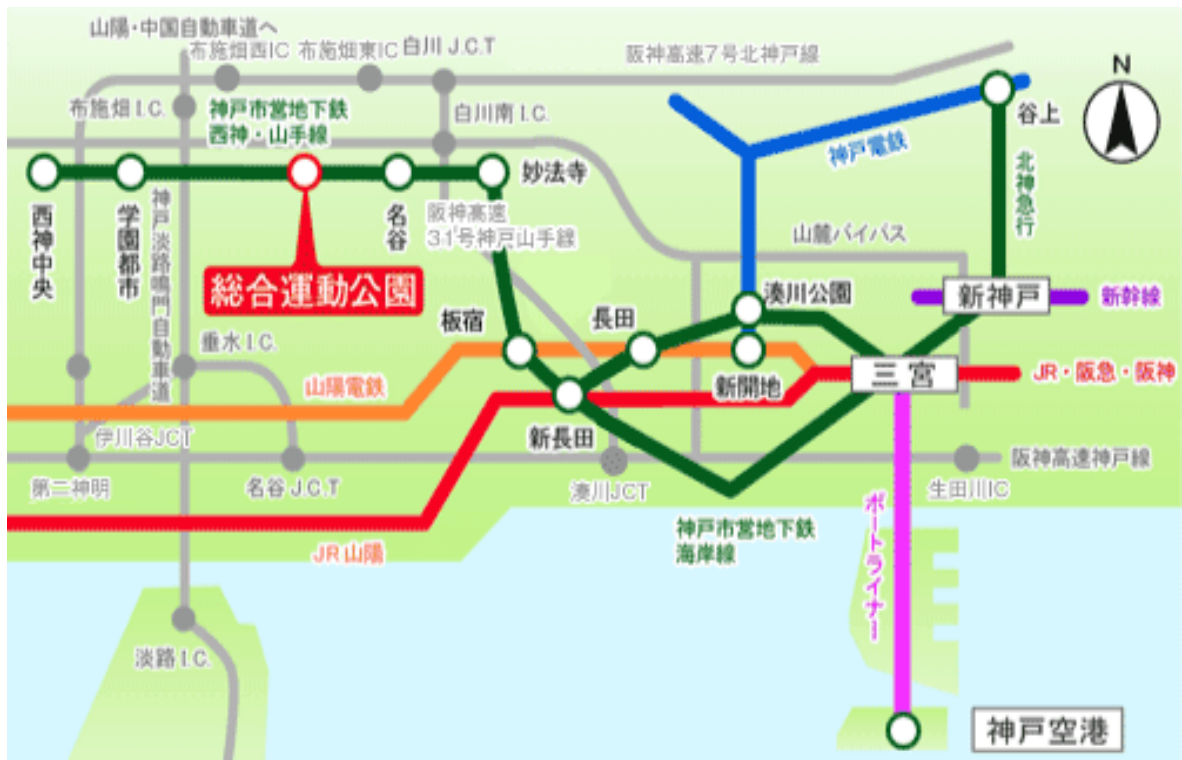 山陽・中国自動車道へ
布施畑西IC
布施畑東IC
白川 J.C.T
阪神高速7号北神戸線
N
布施畑 I.C.
神戸市営地下鉄
西神・山手線
白川南 I.C.
谷上
神戸電鉄
妙法寺
北神急行
西神中央
学園都市
神戸淡路鳴門自動車道
名谷
阪神高速
31号神戸山手線
山麓バイパス
総合運動公園
湊川公園
新神戸
新幹線
板宿
長田
垂水 I.C.
三宮
JR・阪急・阪神
山陽電鉄
新開地
伊川谷JCT
新長田
阪神高速神戸線
第二神明
名谷 J.C.T
湊川JCT
生田川IC
ポートライナー
神戸市営地下鉄
海岸線
JR 山陽
淡路 I.C.
神戸空港